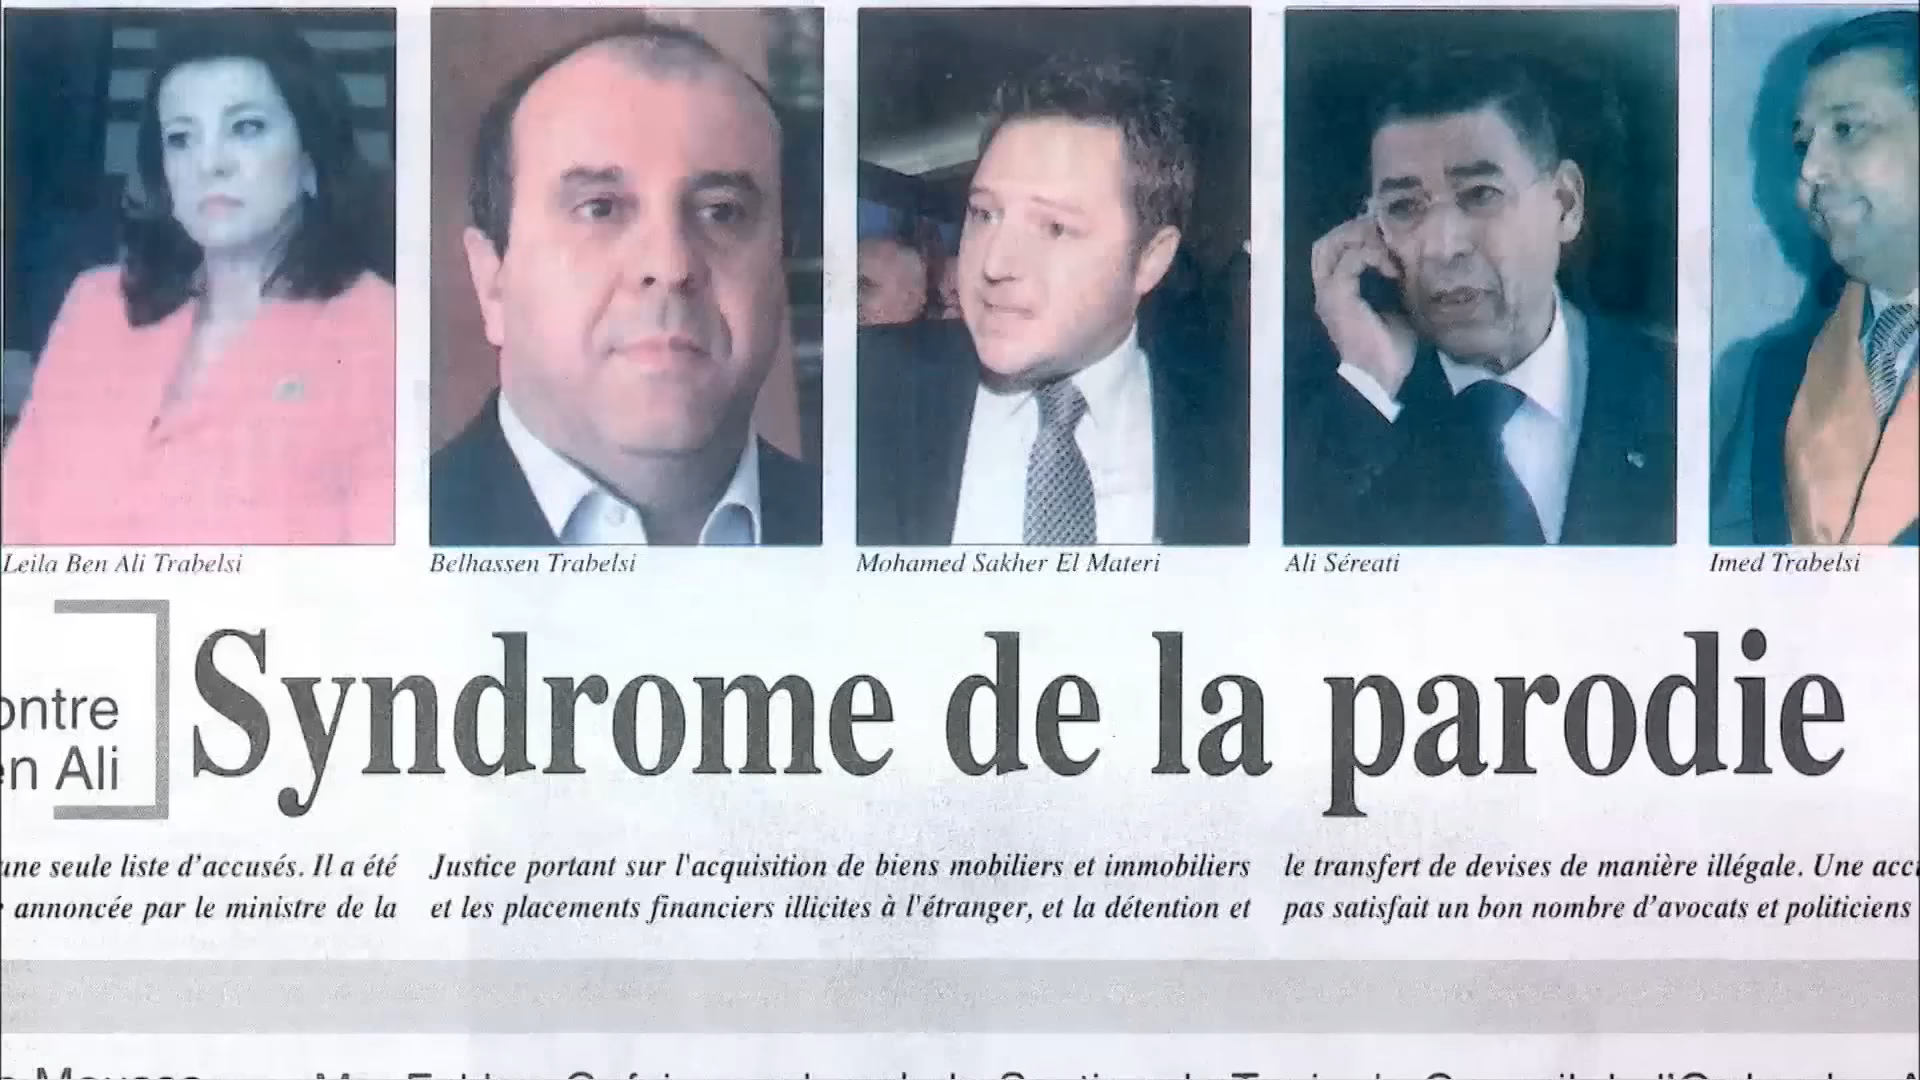 Leila Ben Ali Trabelsi
Belhassen Trabelsi
Mohamed Sakher El Materi
Ali Séreati
Imed Trabelsi
ontre
en Ali
Syndrome de la parodie
une seule liste d'accusés. Il a été
annoncée par le ministre de la
Justice portant sur l'acquisition de biens mobiliers et immobiliers
et les placements financiers illicites à l'étranger, et la détention et
le transfert de devises de manière illégale. Une acc
pas satisfait un bon nombre d'avocats et politiciens